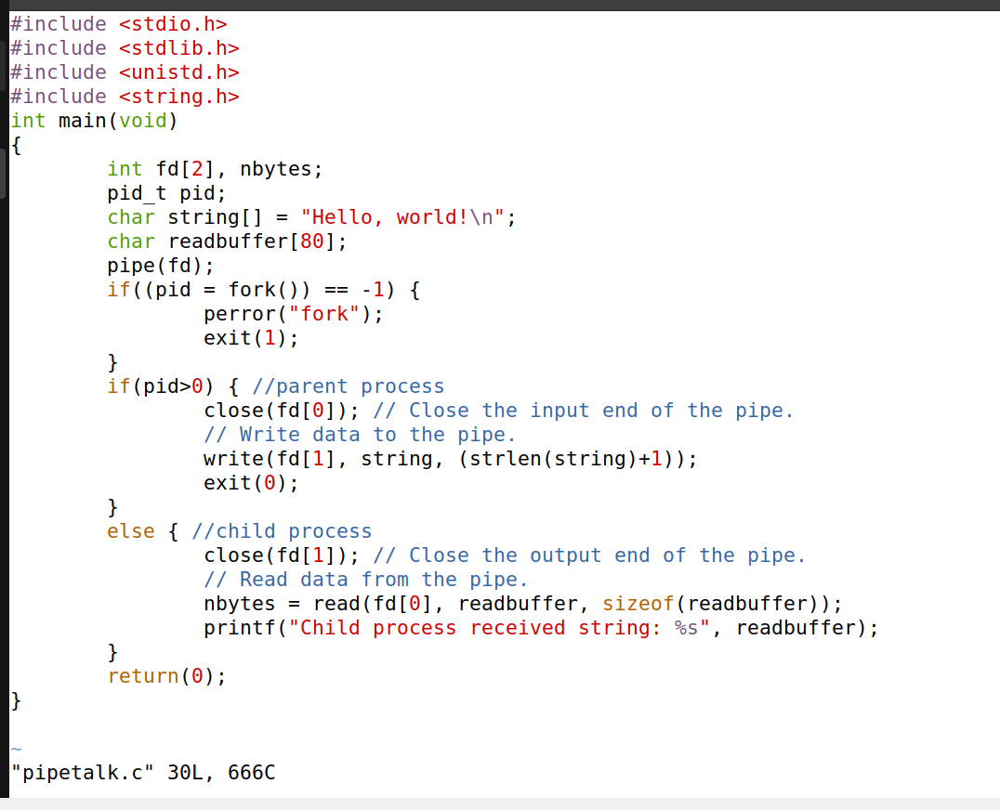 #include <stdio.h>
#include <stdlib.h>
#include <unistd.h>
#include <string.h>
int main(void)
{
        int fd[2], nbytes;
        pid_t pid;
        char string[] = "Hello, world!\n";
        char readbuffer[80];
        pipe(fd);
        if((pid = fork()) == -1) {
                perror("fork");
                exit(1);
        }
        if(pid>0) { //parent process
                close(fd[0]); // Close the input end of the pipe.
                // Write data to the pipe.
                write(fd[1], string, (strlen(string)+1));
                exit(0);
        }
        else { //child process
                close(fd[1]); // Close the output end of the pipe.
                // Read data from the pipe.
                nbytes = read(fd[0], readbuffer, sizeof(readbuffer));
                printf("Child process received string: %s", readbuffer);
        }
        return(0);
}

~
"pipetalk.c" 30L, 666C